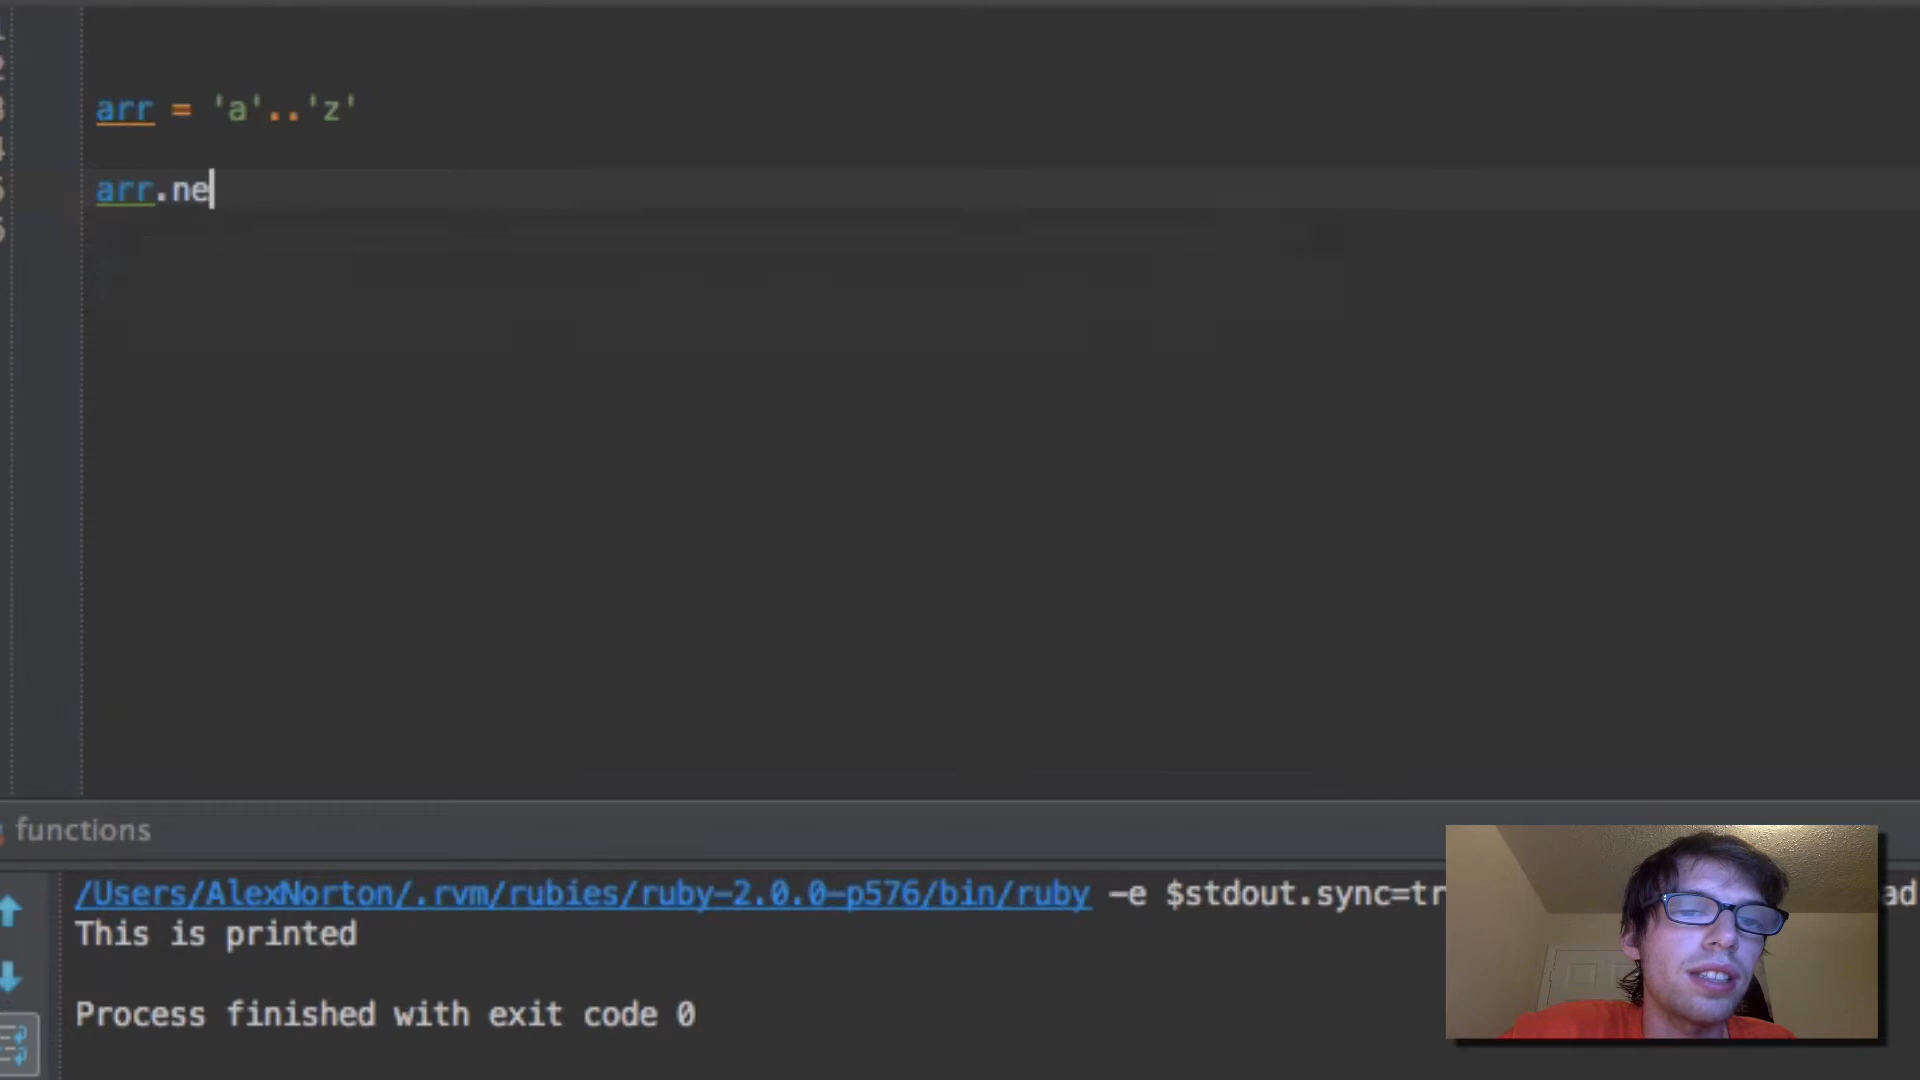 arr = 'a'..'z'
arr.ne
functions
/Users/AlexNorton/.rvm/rubies/ruby-2.0.0-p576/bin/ruby -e $stdout.sync=tr
This is printed
Process finished with exit code 0